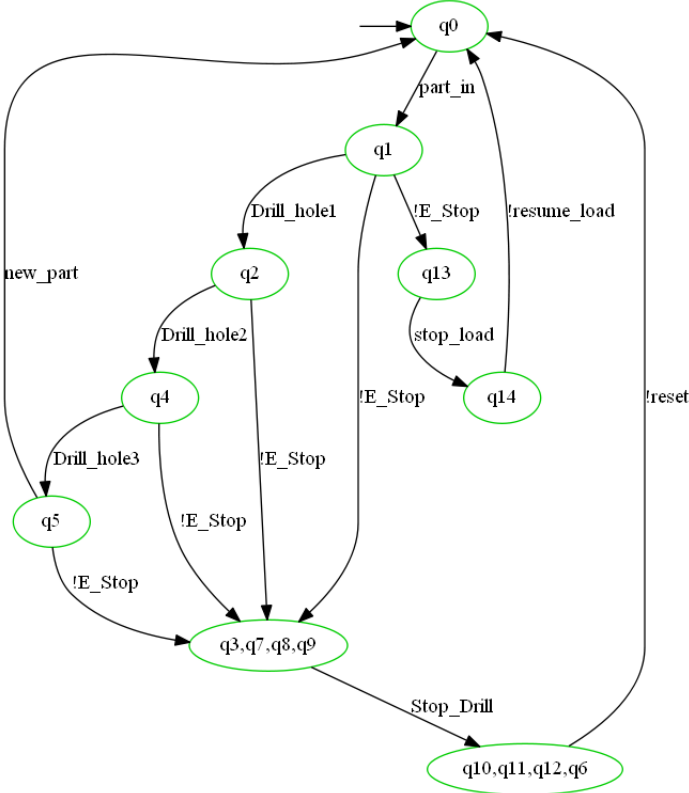 q0
part_in
q1
Drill_hole1
!E_Stop
!resume_load
new_part
q2
q13
Drill_hole2
stop_load
q4
!E_Stop
q14
!reset
Drill_hole3
!E_Stop
q5
!E_Stop
!E_Stop
q3,q7,q8,q9
Stop_Drill
q10,q11,q12,q6